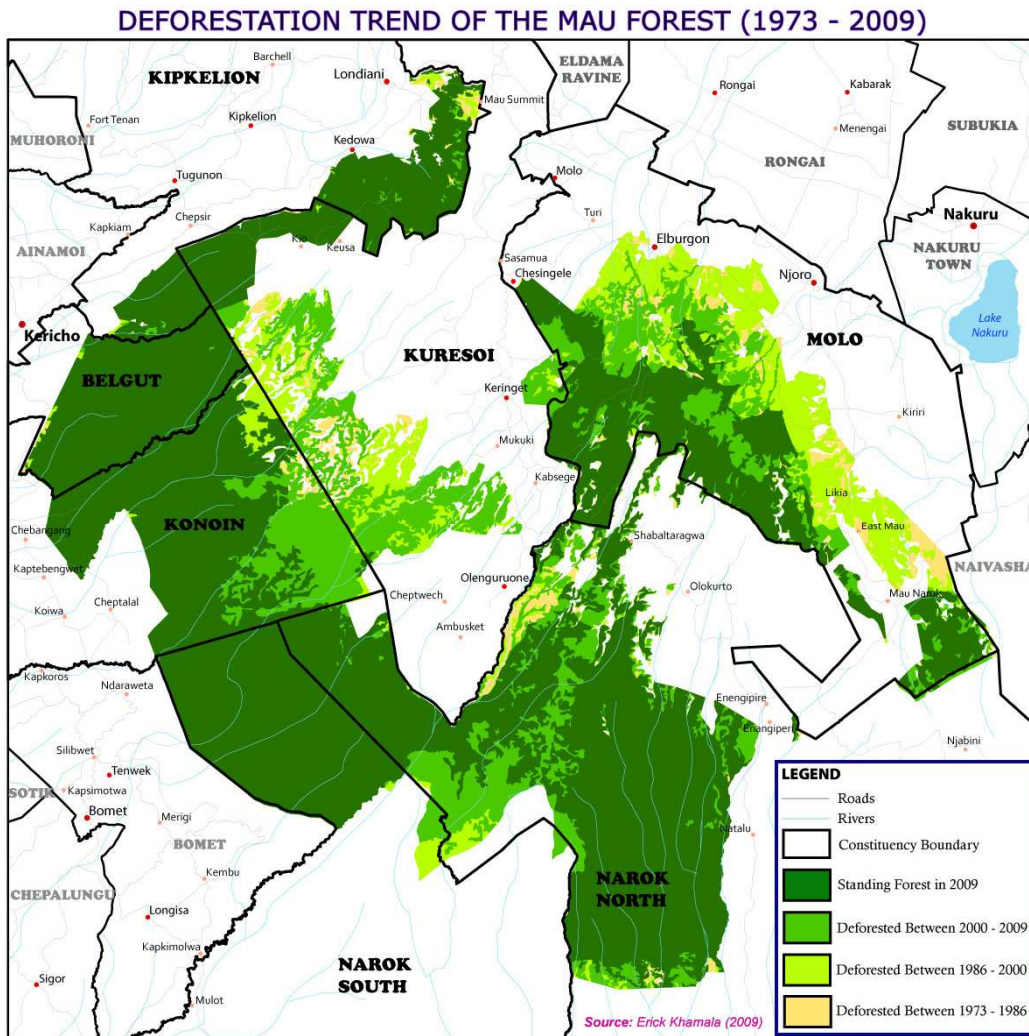 DEFORESTATION TREND OF THE MAU FOREST (1973 - 2009)
Barchell
ELDAMA
RAVINE
KIPKELION
Londiani
Rongai
Kabarak
Mau Summit
Fort Tenan
Kipkelion
Menengai
SUBUKIA
MUHORONI
Kedowa
RONGAI
Tugunon
Molo
Kapkiam
Chepsir
Turi
Nakuru
AINAMOI
Kio
Keusa
Elburgon
NAKURU
TOWN
Sasamua
Chesingele
Njoro
Kericho
Lake
Nakuru
KURESOI
MOLO
BELGUT
Keringet
Kiriri
Mukuki
Kabsege
Likia
Chebangang
KONOIN
East Mau
Shabaltaragwa
Kaptebengwet
NAIVASHA
Olenguruone
Olokurto
Cheptwech
Mau Narok
Koiwa
Cheptalal
Ambusket
Kapkoros
Ndaraweta
Enengipire
Enangiperi
Silibwet
Njabini
Tenwek
SOTIK
Kapsimotwa
Bomet
Merigi
Natalu
BOMET
Kembu
CHEPALUNGU
NAROK
NORTH
Longisa
Kapkimolwa
NAROK
SOUTH
Sigor
Mulot
LEGEND
Roads
Rivers
Constituency Boundary
Standing Forest in 2009
Deforested Between 2000 - 2009
Deforested Between 1986 - 2000
Deforested Between 1973 - 1986
Source: Erick Khamala (2009)